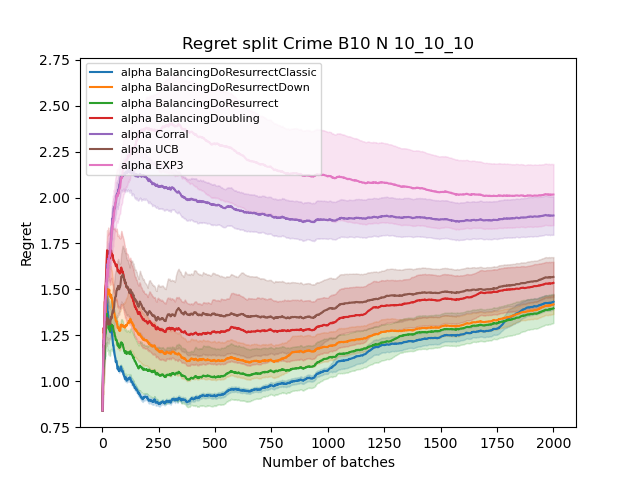 Regret split Crime B10 N 10_10_10
2.75
2.50
2.25
2.00
1.75
1.50
1.25
1.00
0.75
Regret
alpha BalancingDoResurrectClassic
alpha BalancingDoResurrectDown
alpha BalancingDoResurrect
alpha BalancingDoubling
alpha Corral
alpha UCB
alpha EXP3
0 250 500 750 1000 1250 1500 1750 2000
Number of batches